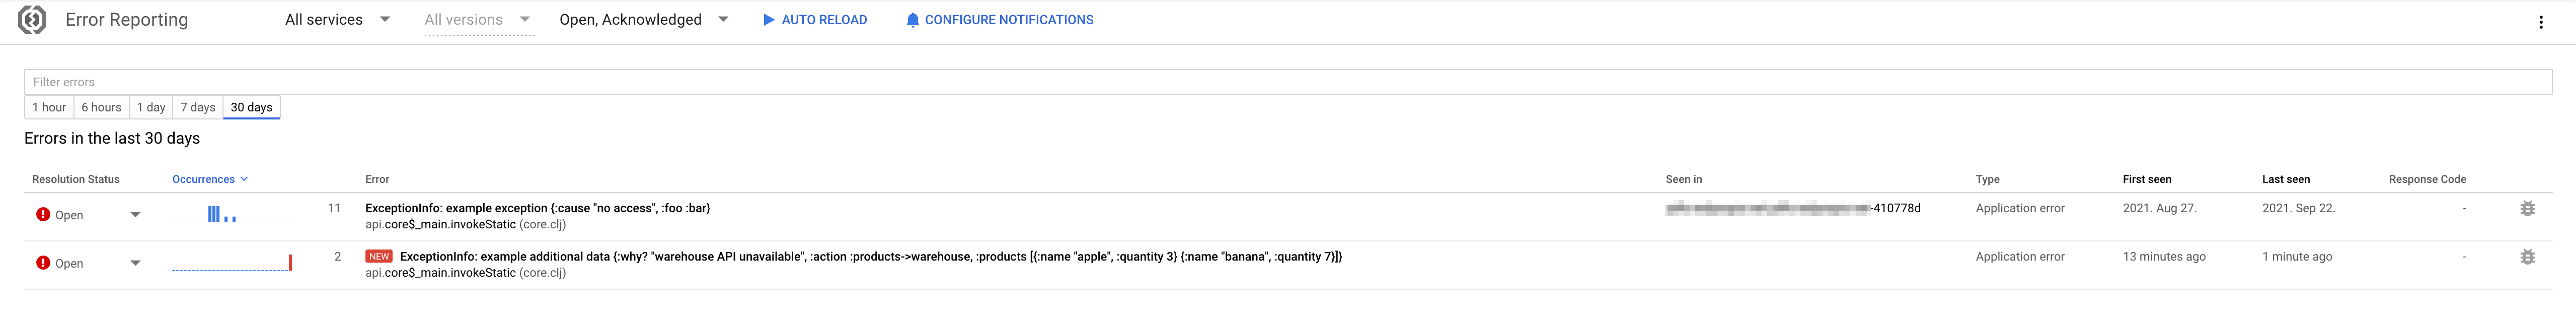 Error Reporting All services All versions Open, Acknowledged AUTO RELOAD CONFIGURE NOTIFICATIONS
Filter errors
1 hour 6 hours 1 day 7 days 30 days
Errors in the last 30 days
Resolution Status Occurrences Error Seen in Type First seen Last seen Response Code
Open 11 ExceptionInfo: example exception {:cause "no access", :foo :bar} -410778d Application error 2021. Aug 27. 2021. Sep 22. -
api.core$_main.invokeStatic (core.clj)
Open 2 NEW ExceptionInfo: example additional data {:why? "warehouse API unavailable", :action :products->warehouse, :products [{:name "apple", :quantity 3} {:name "banana", :quantity 7}]} Application error 13 minutes ago 1 minute ago -
api.core$_main.invokeStatic (core.clj)